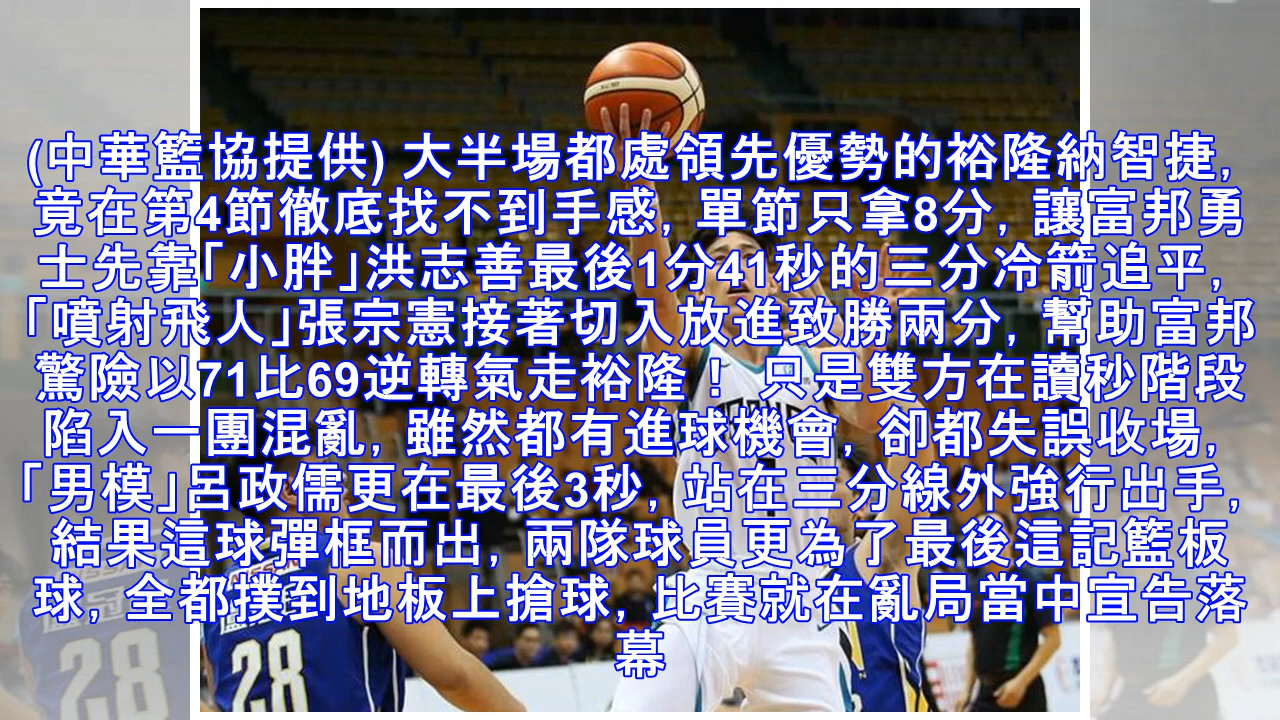 (中華籃協提供) 大半場都處領先優勢的裕隆納智捷,
竟在第4節徹底找不到手感, 單節只拿8分, 讓富邦勇
士先靠「小胖」洪志善最後1分41秒的三分冷箭追平,
「噴射飛人」張宗憲接著切入放進致勝兩分, 幫助富邦
驚險以71比69逆轉氣走裕隆！ 只是雙方在讀秒階段
陷入一團混亂, 雖然都有進球機會, 卻都失誤收場,
「男模」呂政儒更在最後3秒, 站在三分線外強行出手,
結果這球彈框而出, 兩隊球員更為了最後這記籃板
球, 全都撲到地板上搶球, 比賽就在亂局當中宣告落
幕
28
28